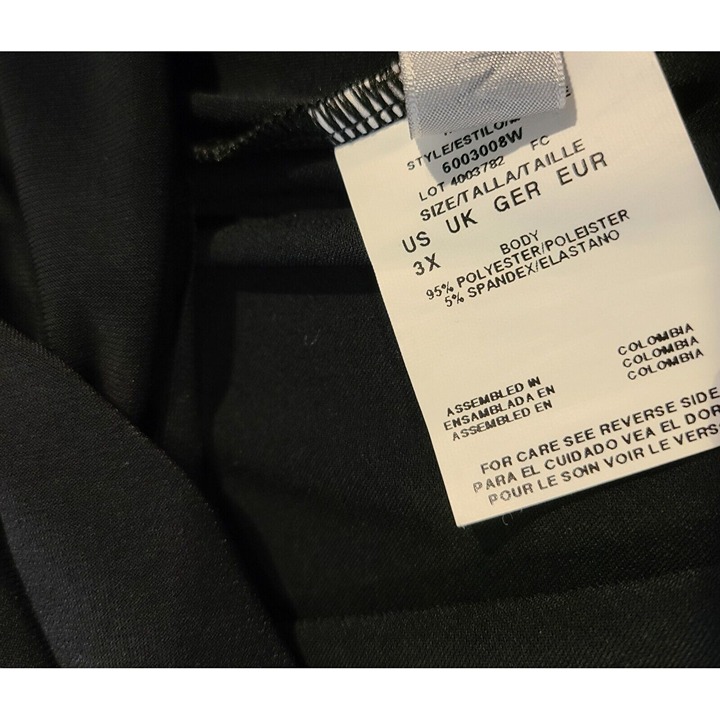 STYLE/ESTILO/M
6003008W
LOT 4003782 FC
SIZE/TALLA/TAILLE
US UK GER EUR
3X
BODY
95% POLYESTER/POLEISTER
5% SPANDEX/ELASTANO
ASSEMBLED IN COLOMBIA
ENSAMBLADA EN COLOMBIA
ASSEMBLED EN COLOMBIA
FOR CARE SEE REVERSE SIDE
PARA EL CUIDADO VEA EL DOR
POUR LE SOIN VOIR LE VERS